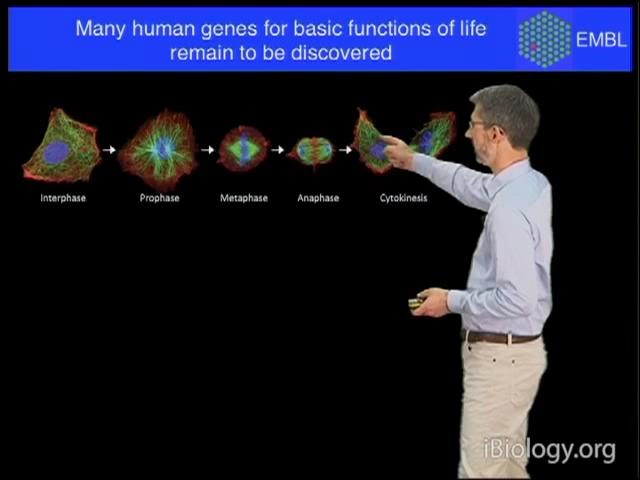 Many human genes for basic functions of life
remain to be discovered
EMBL
Interphase
Prophase
Metaphase
Anaphase
Cytokinesis
iBiology.org